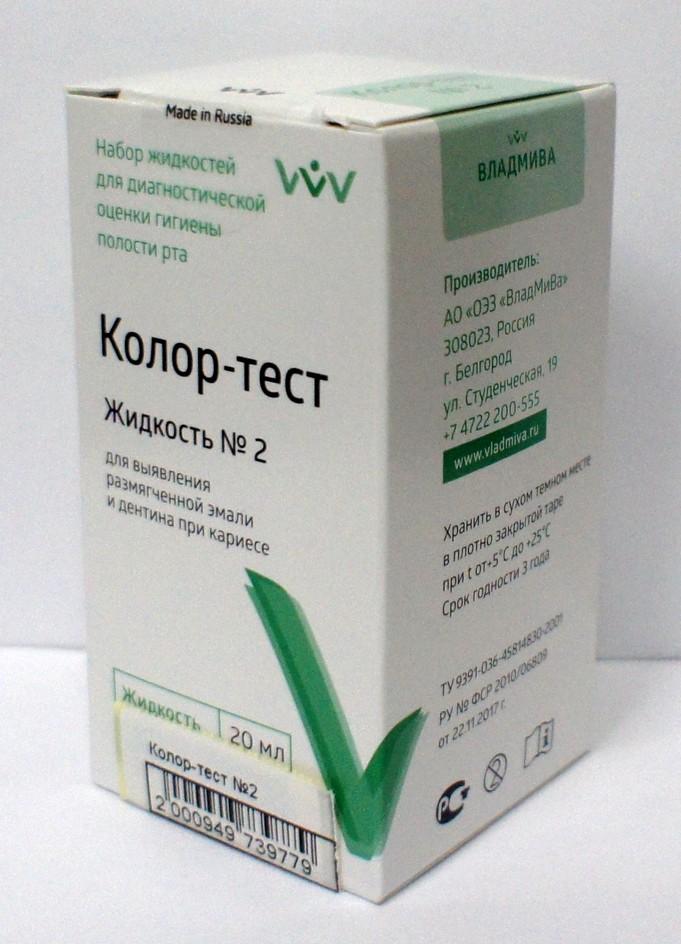 Made in Russia
Набор жидкостей
для диагностической
оценки гигиены
полости рта
Колор-тест
Жидкость № 2
для выявления
размягченной эмали
и дентина при кариесе
Жидкость
20 мл
Колор-тест №2
2 000949 739779
ВЛАДМИВА
Производитель:
АО «ОЭЗ «ВладМиВа»
308023, Россия
г. Белгород
ул. Студенческая, 19
+7 4722 200-555
www.vladmiva.ru
Хранить в сухом темном месте
в плотно закрытой таре
при t от+5°С до +25°С
Срок годности 3 года
ТУ 9391-036-45814830-2001
РУ № ФСР 2010/06809
от 22.11.2017 г.